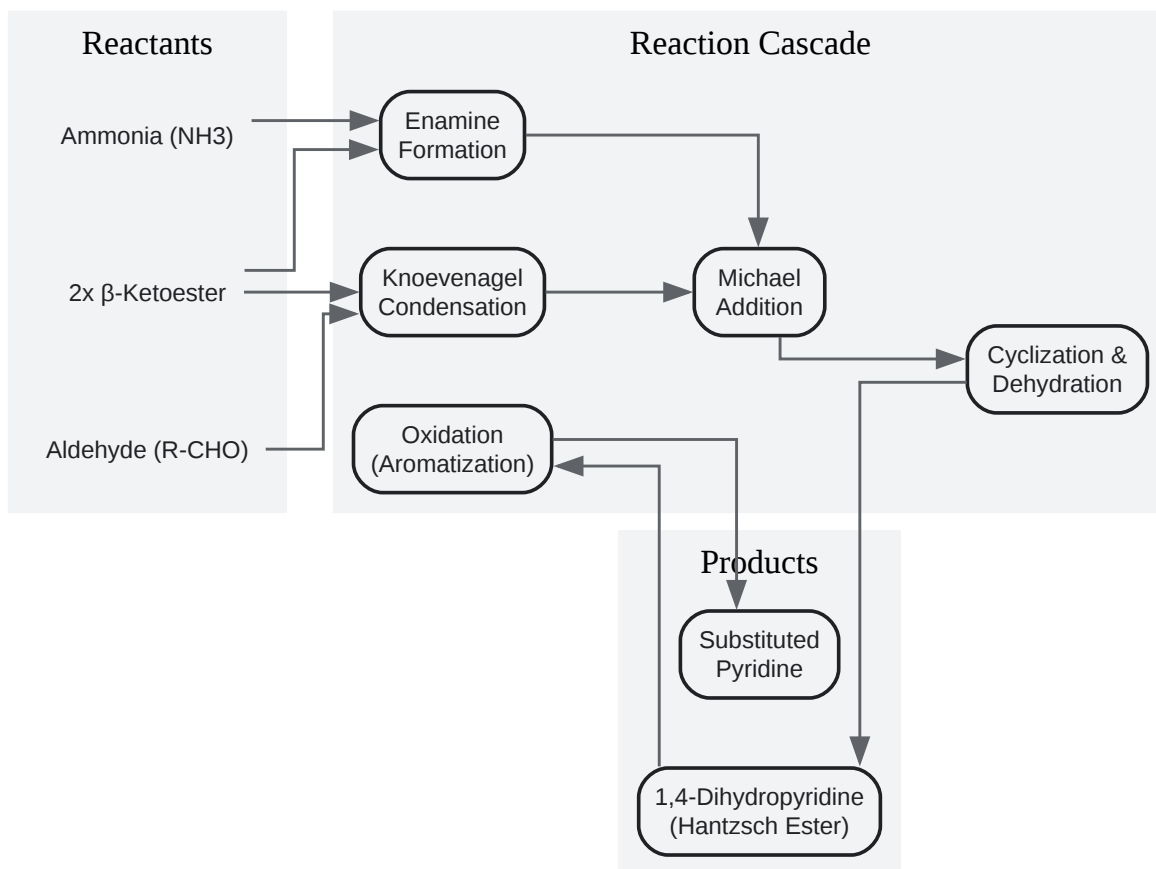 Reactants
Reaction Cascade
Ammonia (NH3)
Enamine
Formation
2x β-Ketoester
Knoevenagel
Condensation
Michael
Addition
Cyclization &
Dehydration
Aldehyde (R-CHO)
Oxidation
(Aromatization)
Products
Substituted
Pyridine
1,4-Dihydropyridine
(Hantzsch Ester)